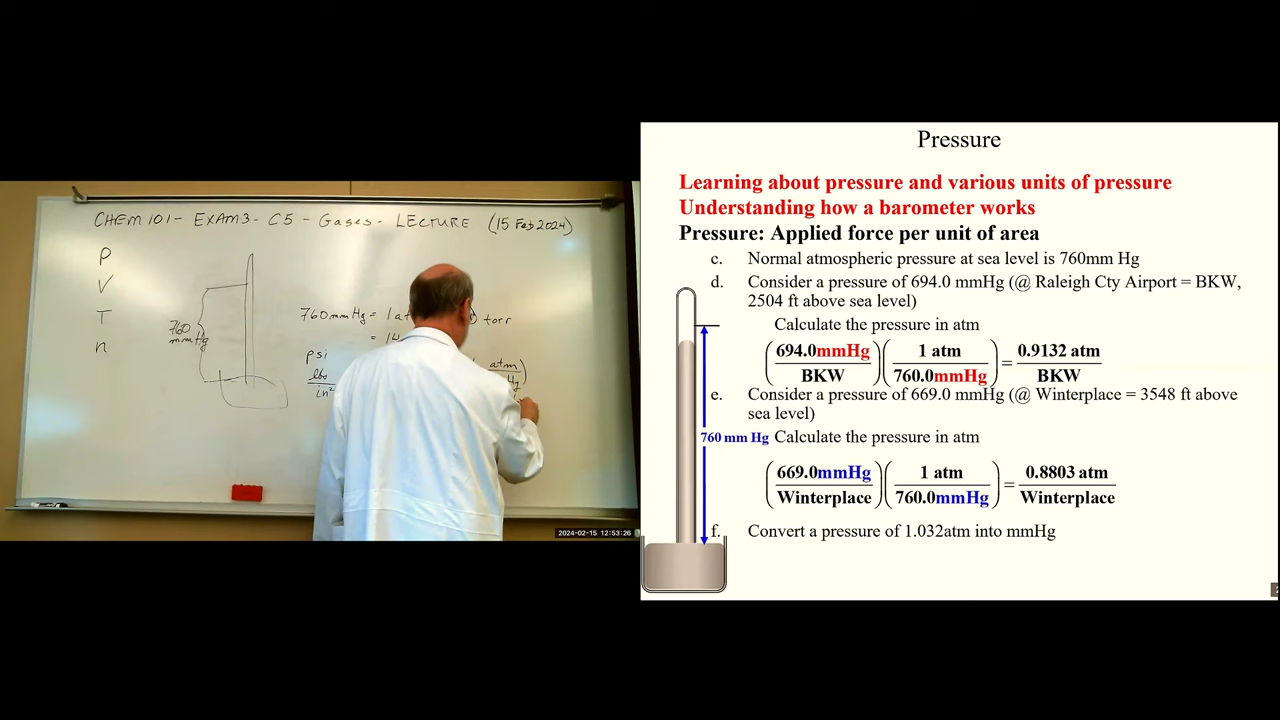 CHEM 101- EXAM3- C5 - Gases- LECTURE (15 Feb 2024)
P
V
T
n
760
mmHg
760mmHg = 1 at
torr
= 14
psi
lbs
in²
atm
2024-02-15 12:53:26
Pressure
Learning about pressure and various units of pressure
Understanding how a barometer works
Pressure: Applied force per unit of area
c. Normal atmospheric pressure at sea level is 760mm Hg
d. Consider a pressure of 694.0 mmHg (@ Raleigh Cty Airport = BKW,
2504 ft above sea level)
Calculate the pressure in atm
(694.0mmHg / BKW)(1 atm / 760.0mmHg) = 0.9132 atm / BKW
e. Consider a pressure of 669.0 mmHg (@ Winterplace = 3548 ft above
sea level)
760 mm Hg
Calculate the pressure in atm
(669.0mmHg / Winterplace)(1 atm / 760.0mmHg) = 0.8803 atm / Winterplace
f. Convert a pressure of 1.032atm into mmHg